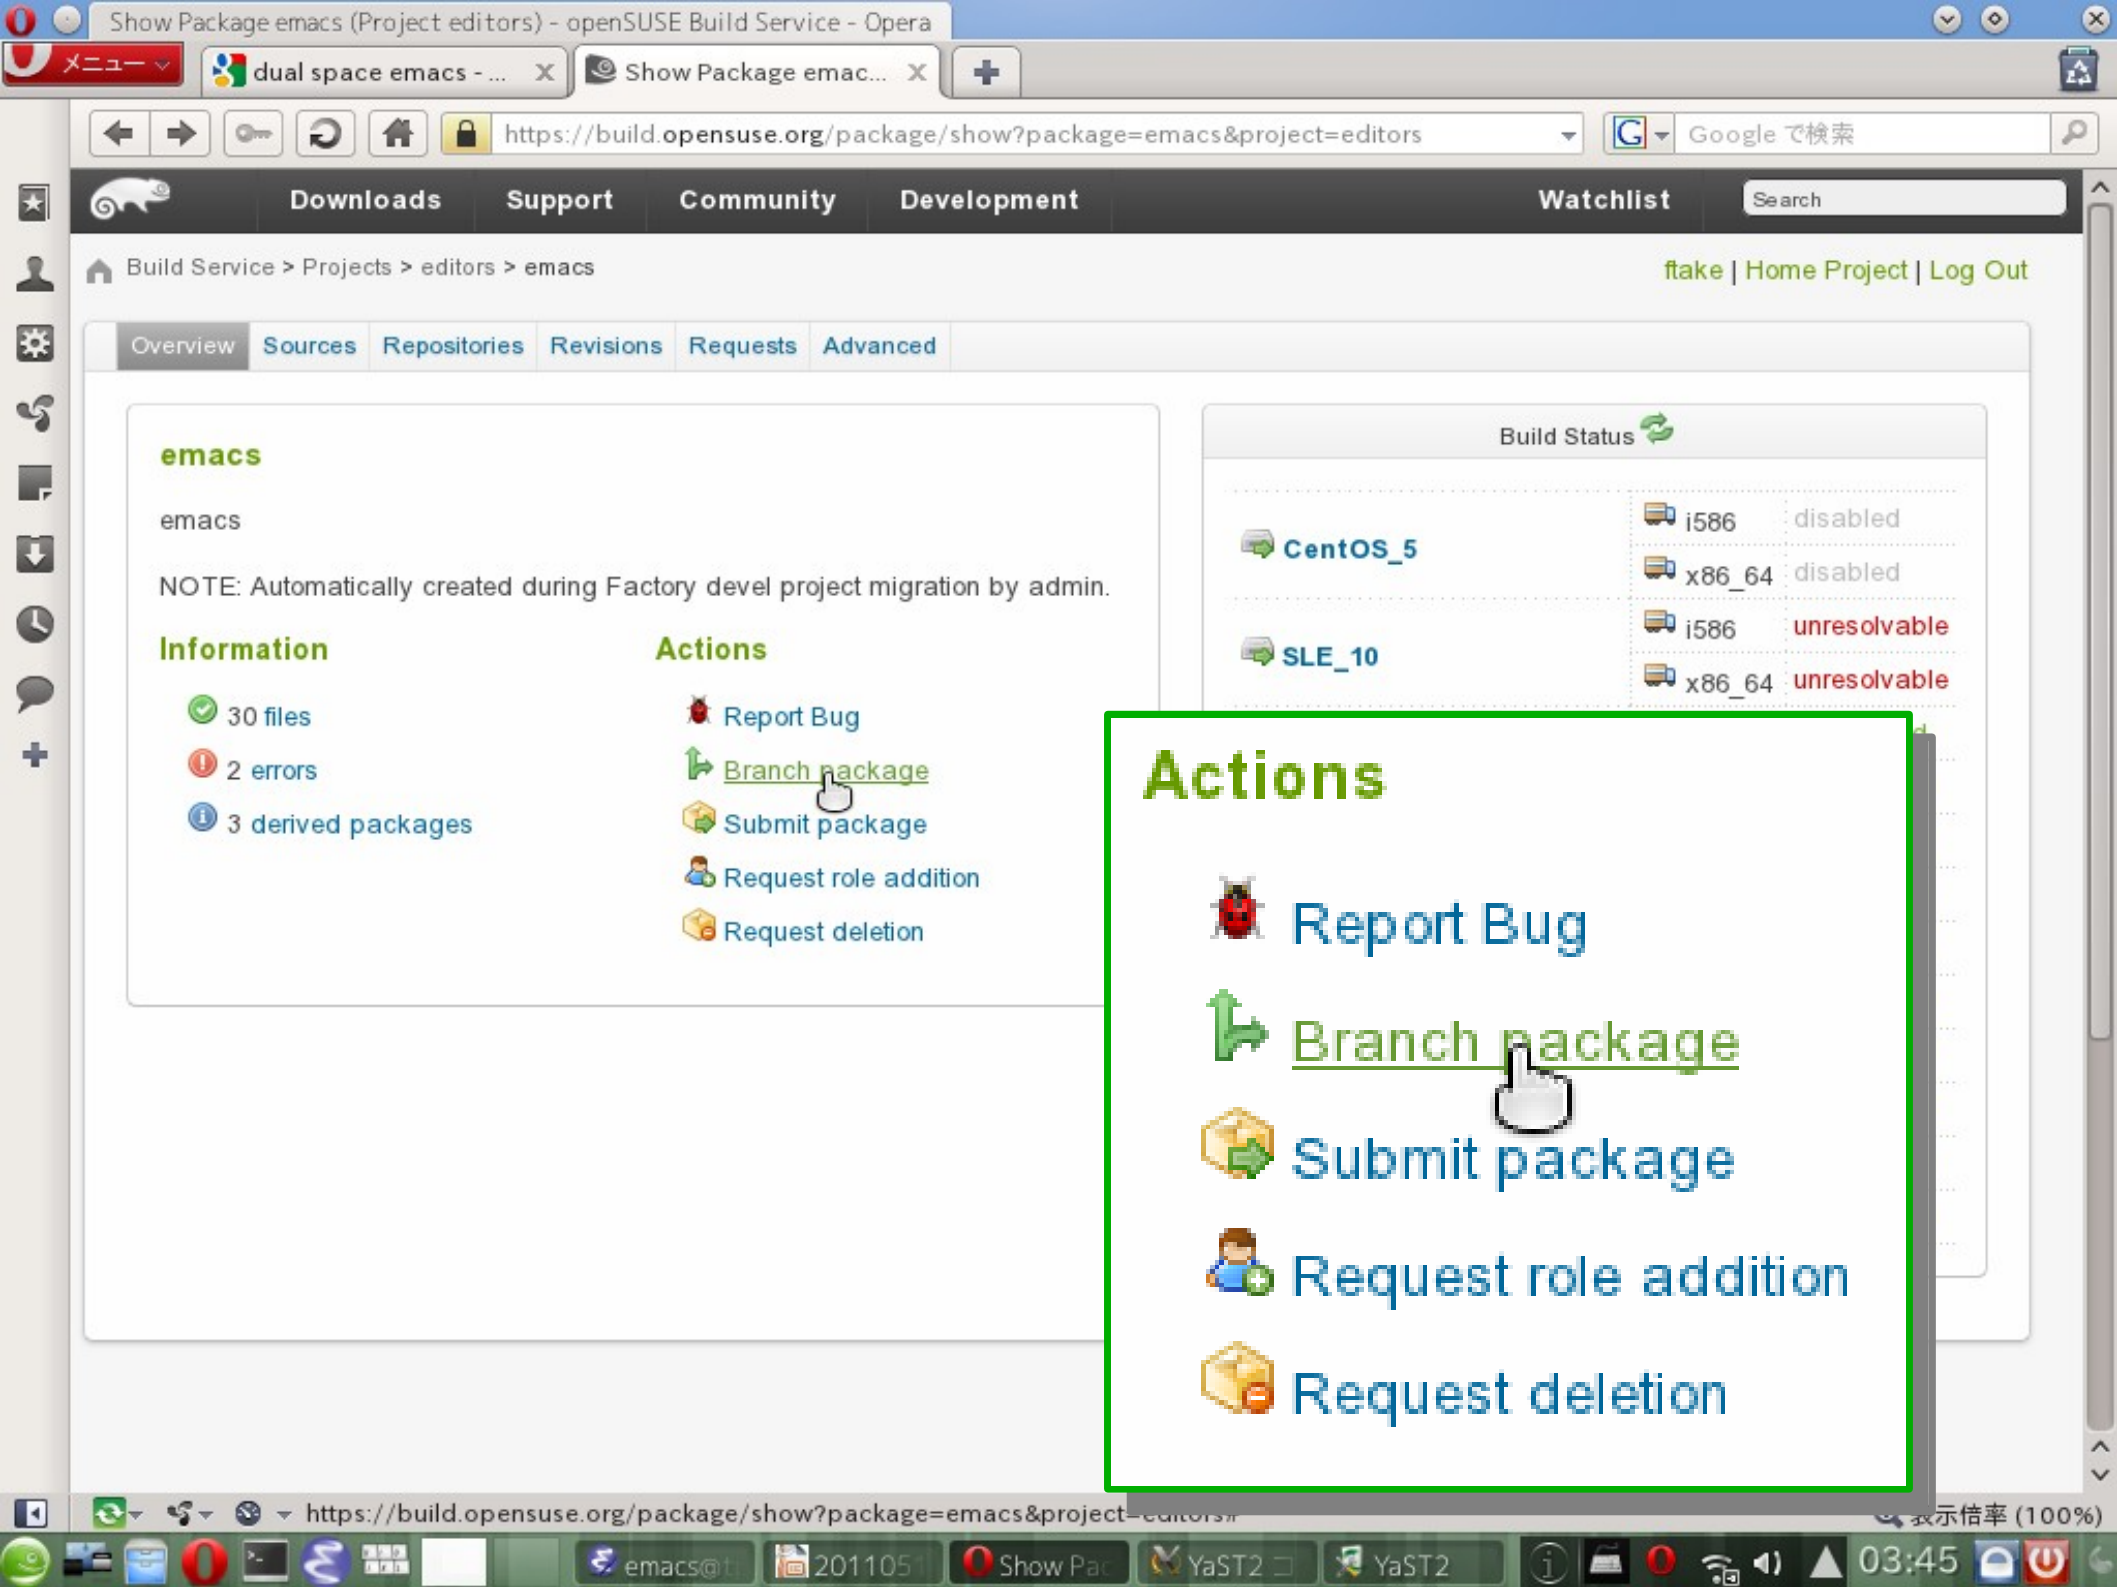 Show Package emacs (Project editors) - openSUSE Build Service - Opera
メニュー
dual space emacs - ...
Show Package emac...
https://build.opensuse.org/package/show?package=emacs&project=editors
Google で検索
Downloads Support Community Development Watchlist Search
Build Service > Projects > editors > emacs
ftake | Home Project | Log Out
Overview Sources Repositories Revisions Requests Advanced
emacs
emacs
NOTE: Automatically created during Factory devel project migration by admin.
Information
30 files
2 errors
3 derived packages
Actions
Report Bug
Branch package
Submit package
Request role addition
Request deletion
Build Status
CentOS_5
i586 disabled
x86_64 disabled
SLE_10
i586 unresolvable
x86_64 unresolvable
Actions
Report Bug
Branch package
Submit package
Request role addition
Request deletion
https://build.opensuse.org/package/show?package=emacs&project=editors#
表示倍率 (100%)
emacs@t
201105
Show Pac
YaST2
YaST2
03:45